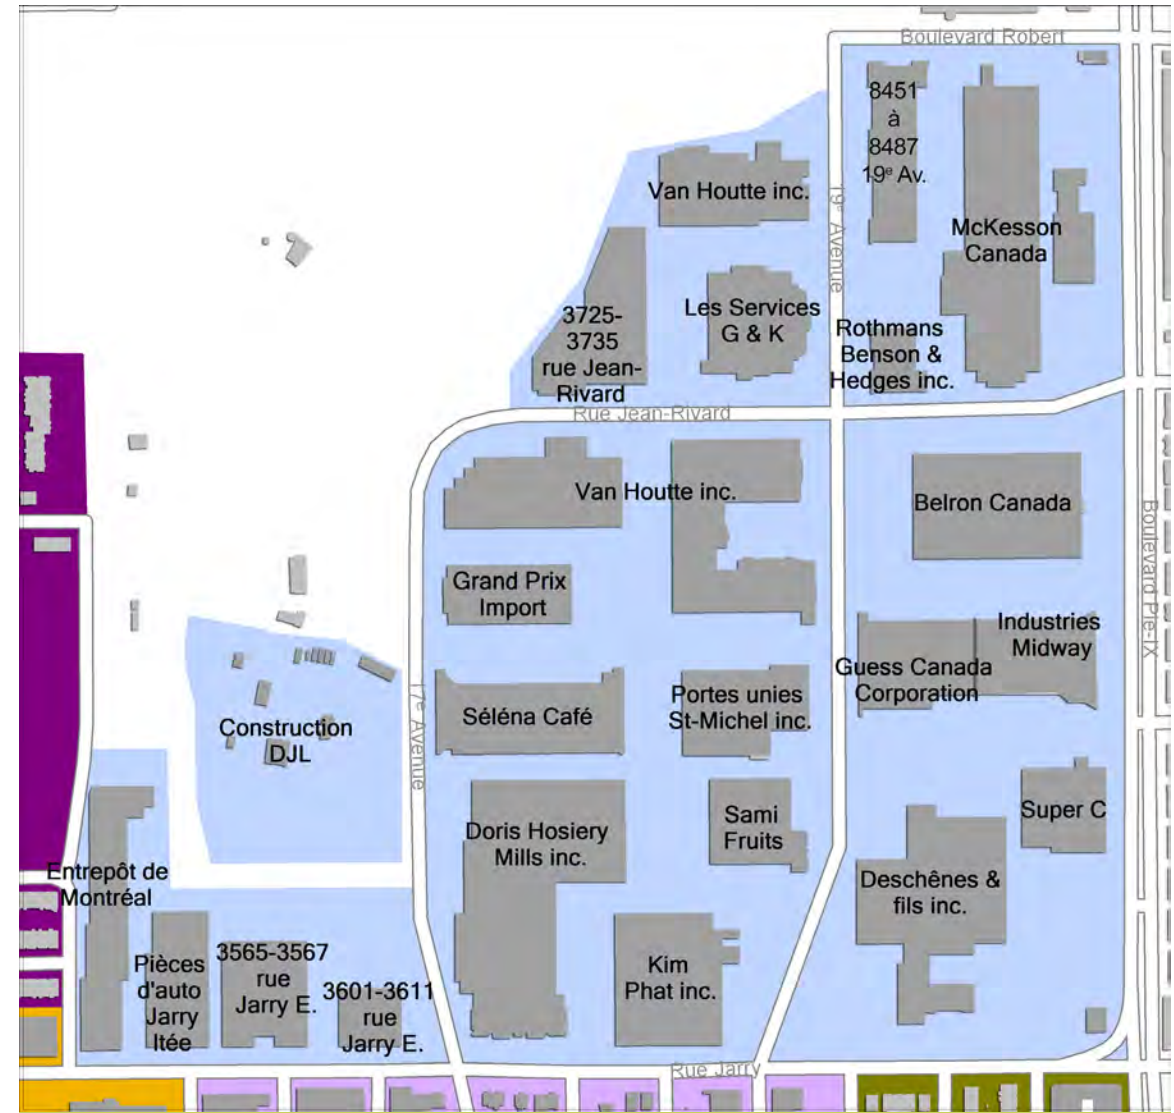 Boulevard Robert
8451
à
8487
19e Av.
Van Houtte inc.
19e Avenue
McKesson
Canada
3725-
3735
rue Jean-
Rivard
Les Services
G & K
Rothmans
Benson &
Hedges inc.
Rue Jean-Rivard
Van Houtte inc.
Belron Canada
Boulevard Pie-IX
Grand Prix
Import
Industries
Midway
Guess Canada
Corporation
Portes unies
St-Michel inc.
Séléna Café
17e Avenue
Construction
DJL
Super C
Sami
Fruits
Doris Hosiery
Mills inc.
Entrepôt de
Montréal
Deschênes &
fils inc.
Pièces
d'auto
Jarry
ltée
3565-3567
rue
Jarry E.
3601-3611
rue
Jarry E.
Kim
Phat inc.
Rue Jarry